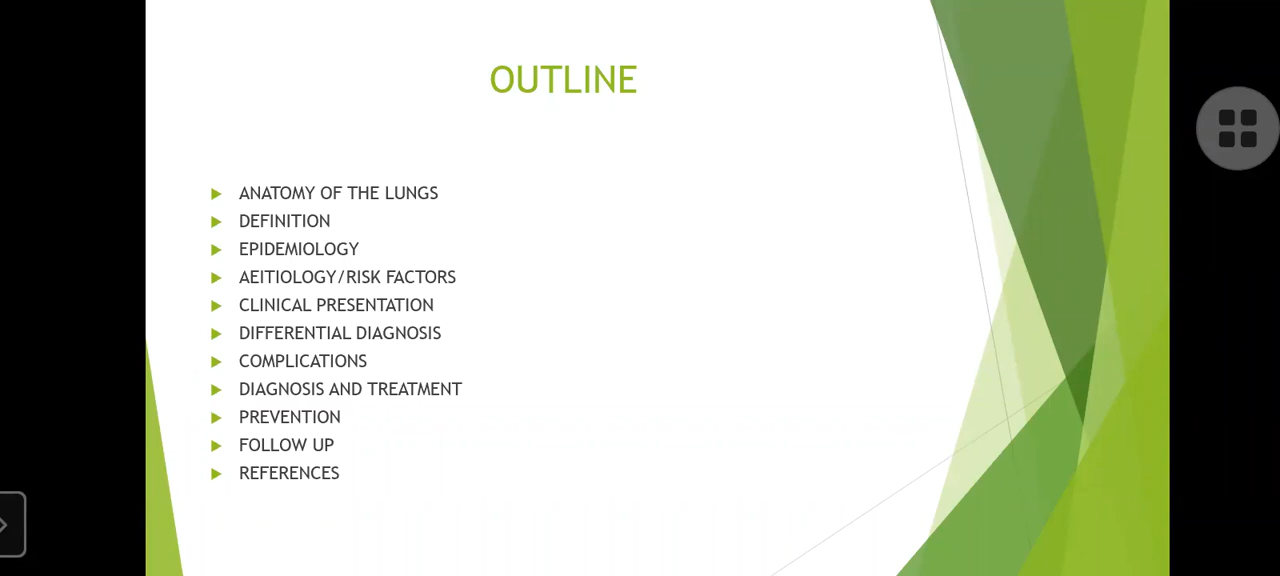 OUTLINE
ANATOMY OF THE LUNGS
DEFINITION
EPIDEMIOLOGY
AEITIOLOGY/RISK FACTORS
CLINICAL PRESENTATION
DIFFERENTIAL DIAGNOSIS
COMPLICATIONS
DIAGNOSIS AND TREATMENT
PREVENTION
FOLLOW UP
REFERENCES